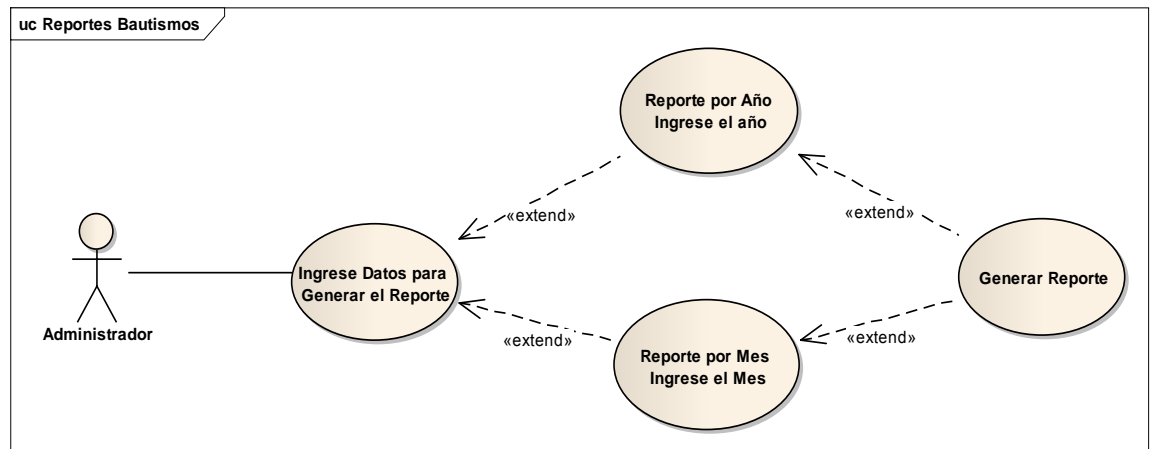 uc Reportes Bautismos
Reporte por Año
Ingrese el año
«extend»
«extend»
Ingrese Datos para
Generar el Reporte
Generar Reporte
Administrador
«extend»
«extend»
Reporte por Mes
Ingrese el Mes